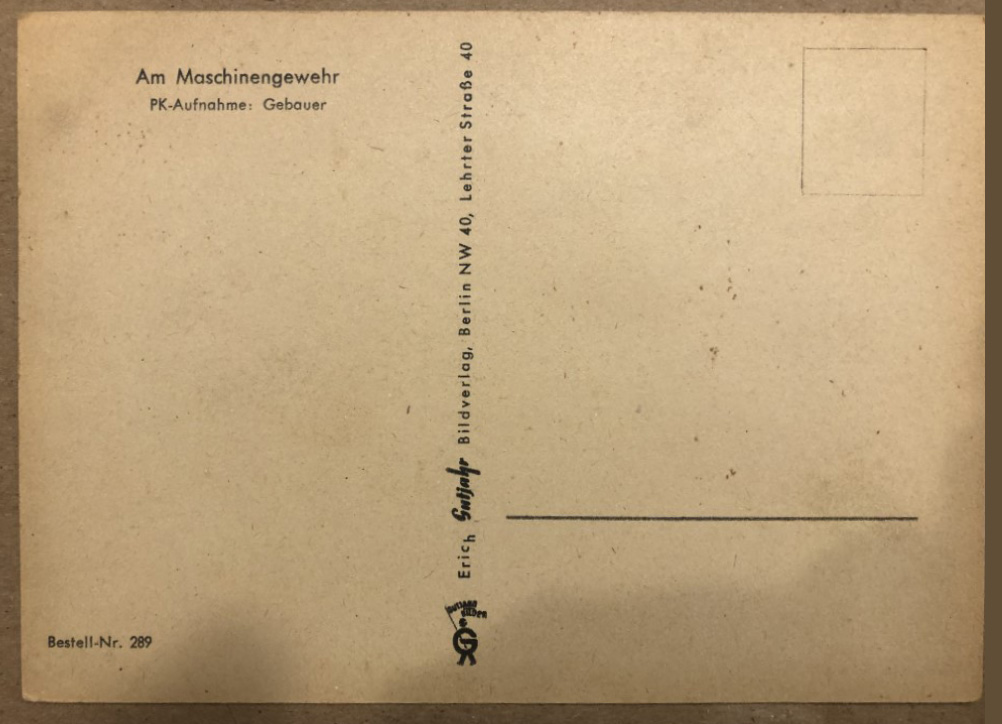 Am Maschinengewehr
PK-Aufnahme: Gebauer
Bestell-Nr. 289
Erich Gutjahr Bildverlag, Berlin NW 40, Lehrter Straße 40